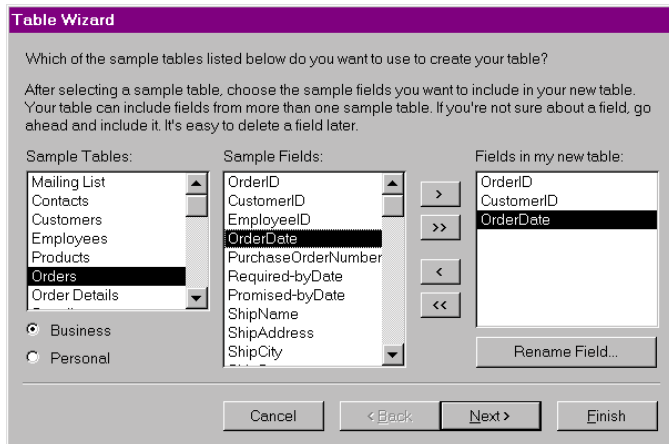 Table Wizard
Which of the sample tables listed below do you want to use to create your table?
After selecting a sample table, choose the sample fields you want to include in your new table.
Your table can include fields from more than one sample table. If you're not sure about a field, go
ahead and include it. It's easy to delete a field later.
Sample Tables:
Mailing List
Contacts
Customers
Employees
Products
Orders
Order Details
Business
Personal
Sample Fields:
OrderID
CustomerID
EmployeeID
OrderDate
PurchaseOrderNumber
Required-byDate
Promised-byDate
ShipName
ShipAddress
ShipCity
>
>>
<
<<
Fields in my new table:
OrderID
CustomerID
OrderDate
Rename Field...
Cancel
< Back
Next >
Finish